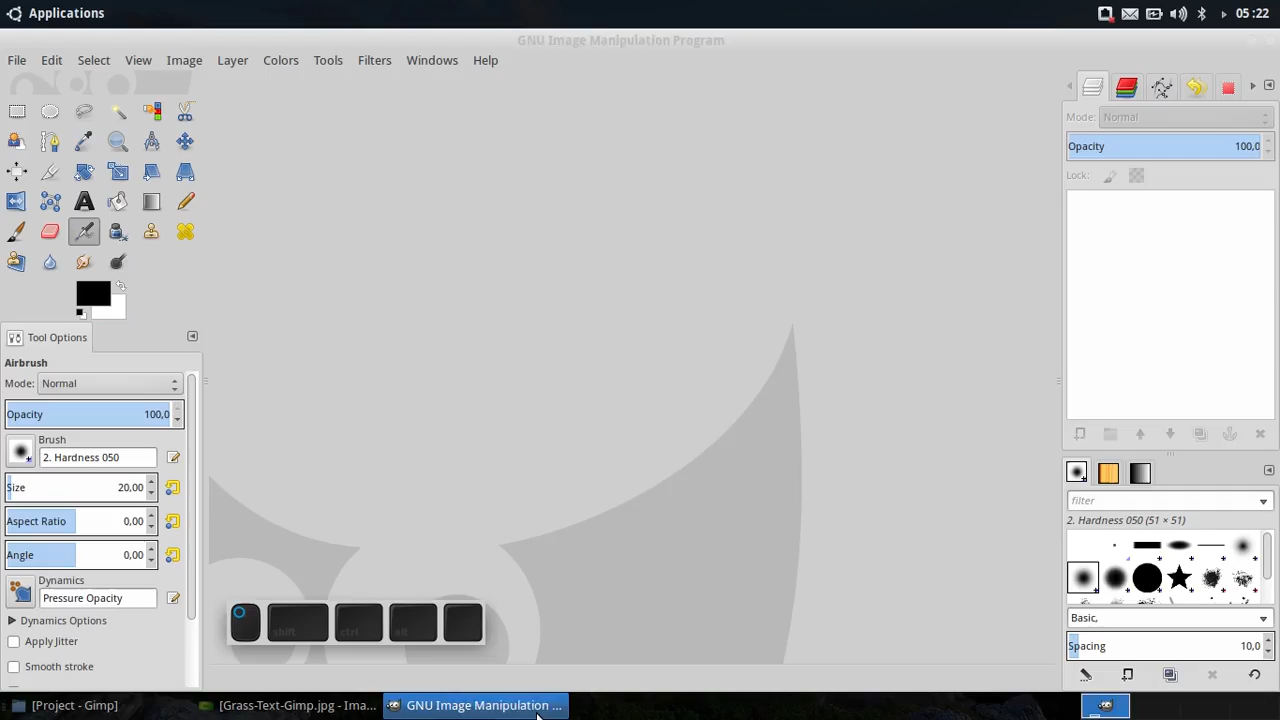 Applications
05:22
GNU Image Manipulation Program
File Edit Select View Image Layer Colors Tools Filters Windows Help
Mode: Normal
Opacity 100,0
Lock:
Tool Options
Airbrush
Mode: Normal
Opacity 100,0
Brush
2. Hardness 050
Size 20,00
Aspect Ratio 0,00
Angle 0,00
Dynamics
Pressure Opacity
Dynamics Options
Apply Jitter
Smooth stroke
shift ctrl alt
filter
2. Hardness 050 (51 × 51)
Basic,
Spacing 10,0
[Project - Gimp]
[Grass-Text-Gimp.jpg - Ima...
GNU Image Manipulation ...